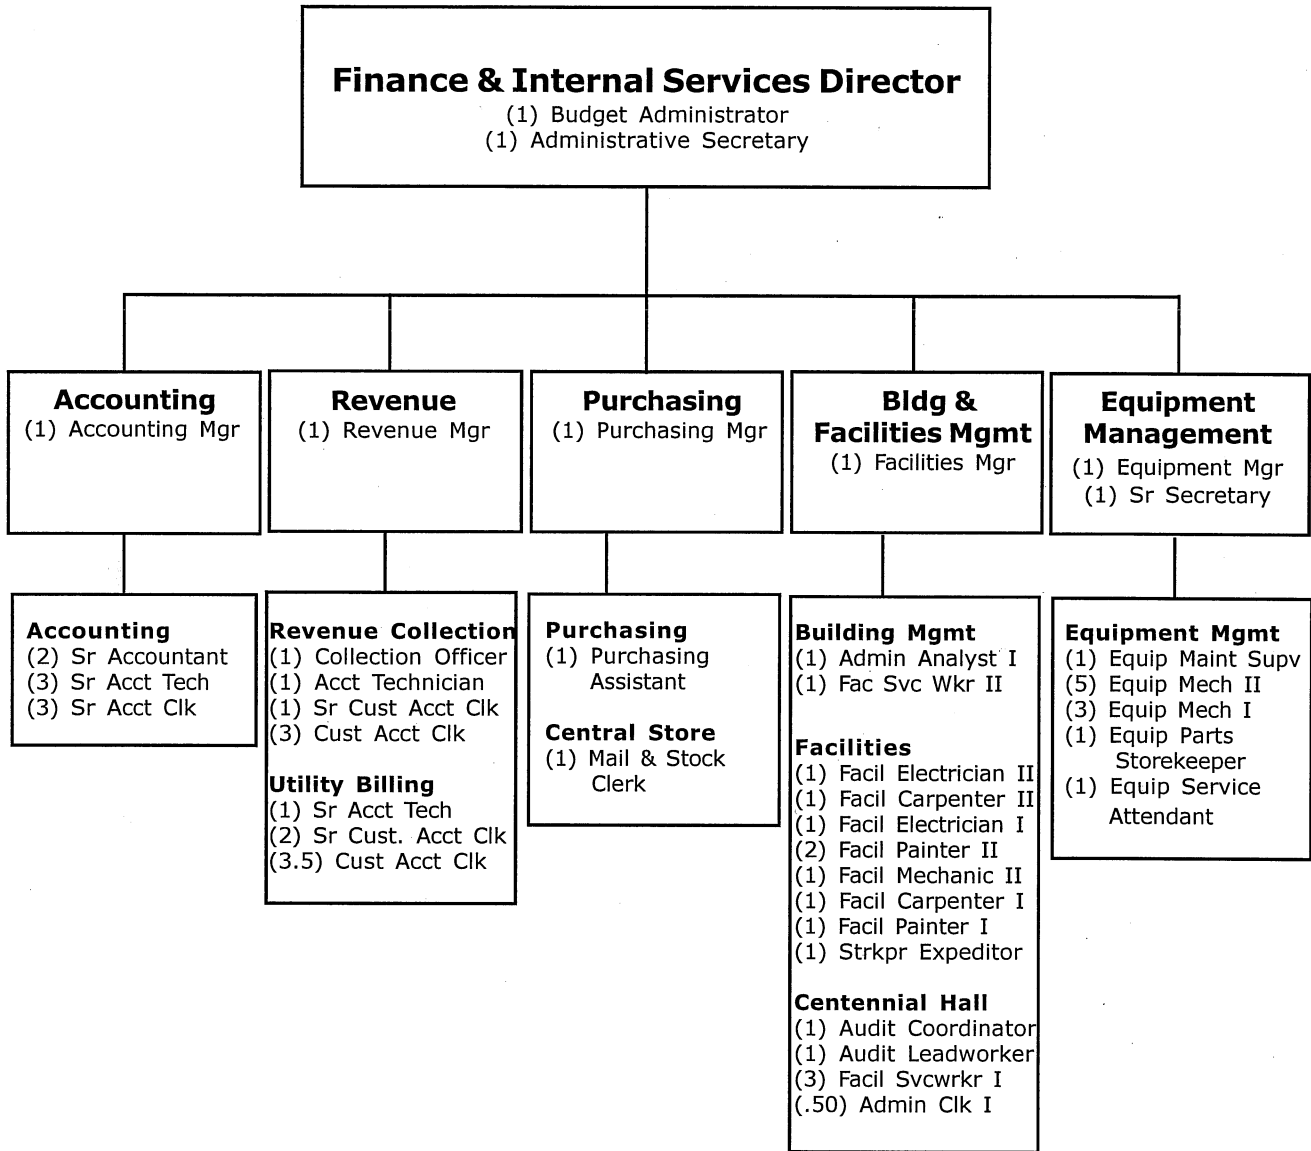 Finance & Internal Services Director
(1) Budget Administrator
(1) Administrative Secretary
Accounting
(1) Accounting Mgr
Revenue
(1) Revenue Mgr
Purchasing
(1) Purchasing Mgr
Bldg &
Facilities Mgmt
(1) Facilities Mgr
Equipment
Management
(1) Equipment Mgr
(1) Sr Secretary
Accounting
(2) Sr Accountant
(3) Sr Acct Tech
(3) Sr Acct Clk
Revenue Collection
(1) Collection Officer
(1) Acct Technician
(1) Sr Cust Acct Clk
(3) Cust Acct Clk
Utility Billing
(1) Sr Acct Tech
(2) Sr Cust. Acct Clk
(3.5) Cust Acct Clk
Purchasing
(1) Purchasing
Assistant
Central Store
(1) Mail & Stock
Clerk
Building Mgmt
(1) Admin Analyst I
(1) Fac Svc Wkr II
Facilities
(1) Facil Electrician II
(1) Facil Carpenter II
(1) Facil Electrician I
(2) Facil Painter II
(1) Facil Mechanic II
(1) Facil Carpenter I
(1) Facil Painter I
(1) Strkpr Expeditor
Centennial Hall
(1) Audit Coordinator
(1) Audit Leadworker
(3) Facil Svcwrkr I
(.50) Admin Clk I
Equipment Mgmt
(1) Equip Maint Supv
(5) Equip Mech II
(3) Equip Mech I
(1) Equip Parts
Storekeeper
(1) Equip Service
Attendant